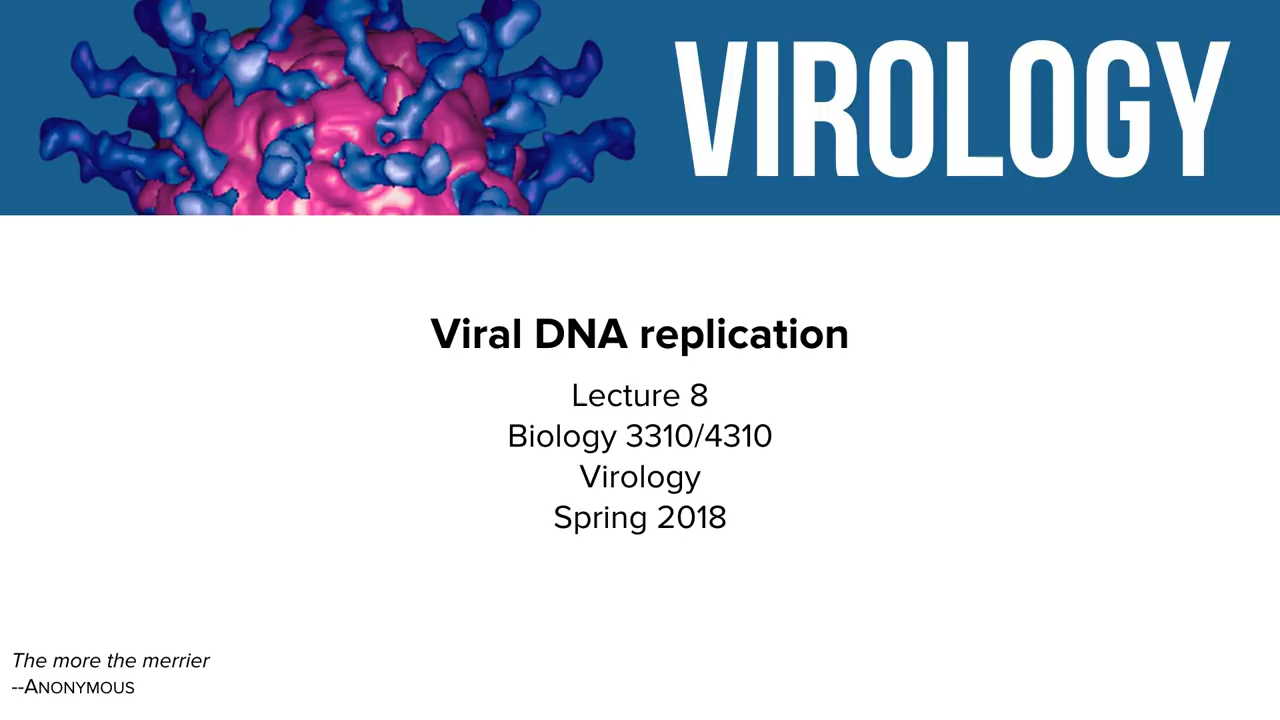 VIROLOGY
Viral DNA replication
Lecture 8
Biology 3310/4310
Virology
Spring 2018
The more the merrier
--ANONYMOUS